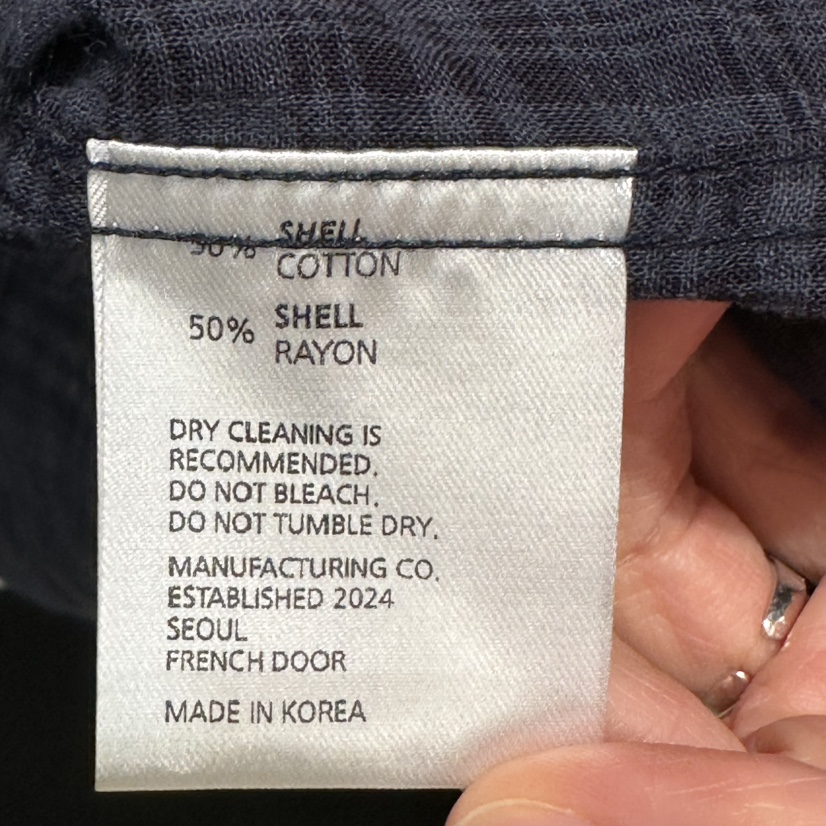 SHELL
COTTON
50% SHELL
RAYON
DRY CLEANING IS
RECOMMENDED.
DO NOT BLEACH.
DO NOT TUMBLE DRY.
MANUFACTURING CO.
ESTABLISHED 2024
SEOUL
FRENCH DOOR
MADE IN KOREA